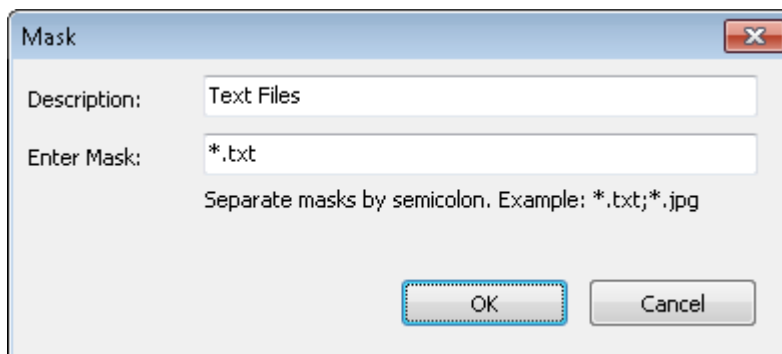 Mask
Description:
Text Files
Enter Mask:
*.txt
Separate masks by semicolon. Example: *.txt;*.jpg
OK
Cancel